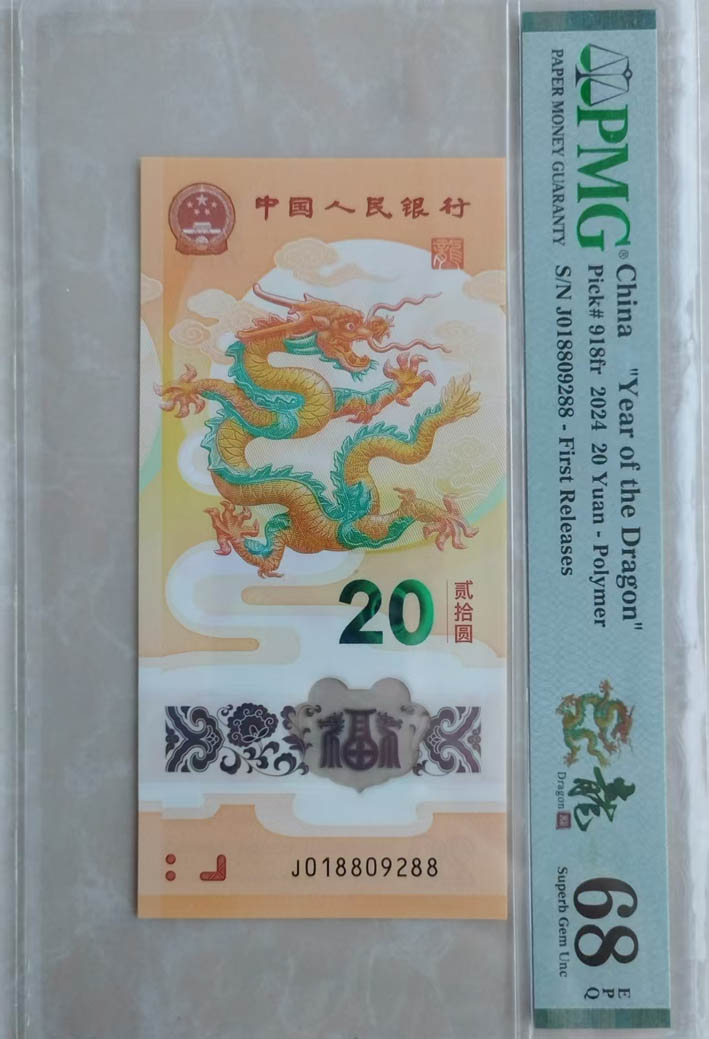 中国人民银行
龍
20
贰拾圆
福
J018809288
PMG®
PAPER MONEY GUARANTY
China "Year of the Dragon"
Pick# 918fr 2024 20 Yuan - Polymer
S/N J018809288 - First Releases
龍
Dragon
68
EPQ
Superb Gem Unc